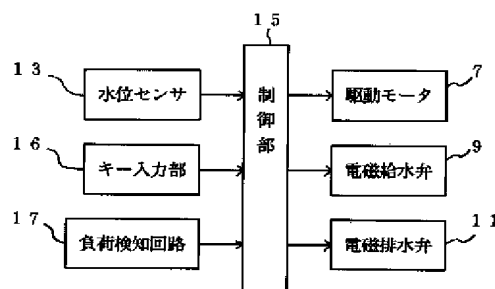 15
13
水位センサ
制御部
駆動モータ
7
16
キー入力部
電磁給水弁
9
17
負荷検知回路
電磁排水弁
11